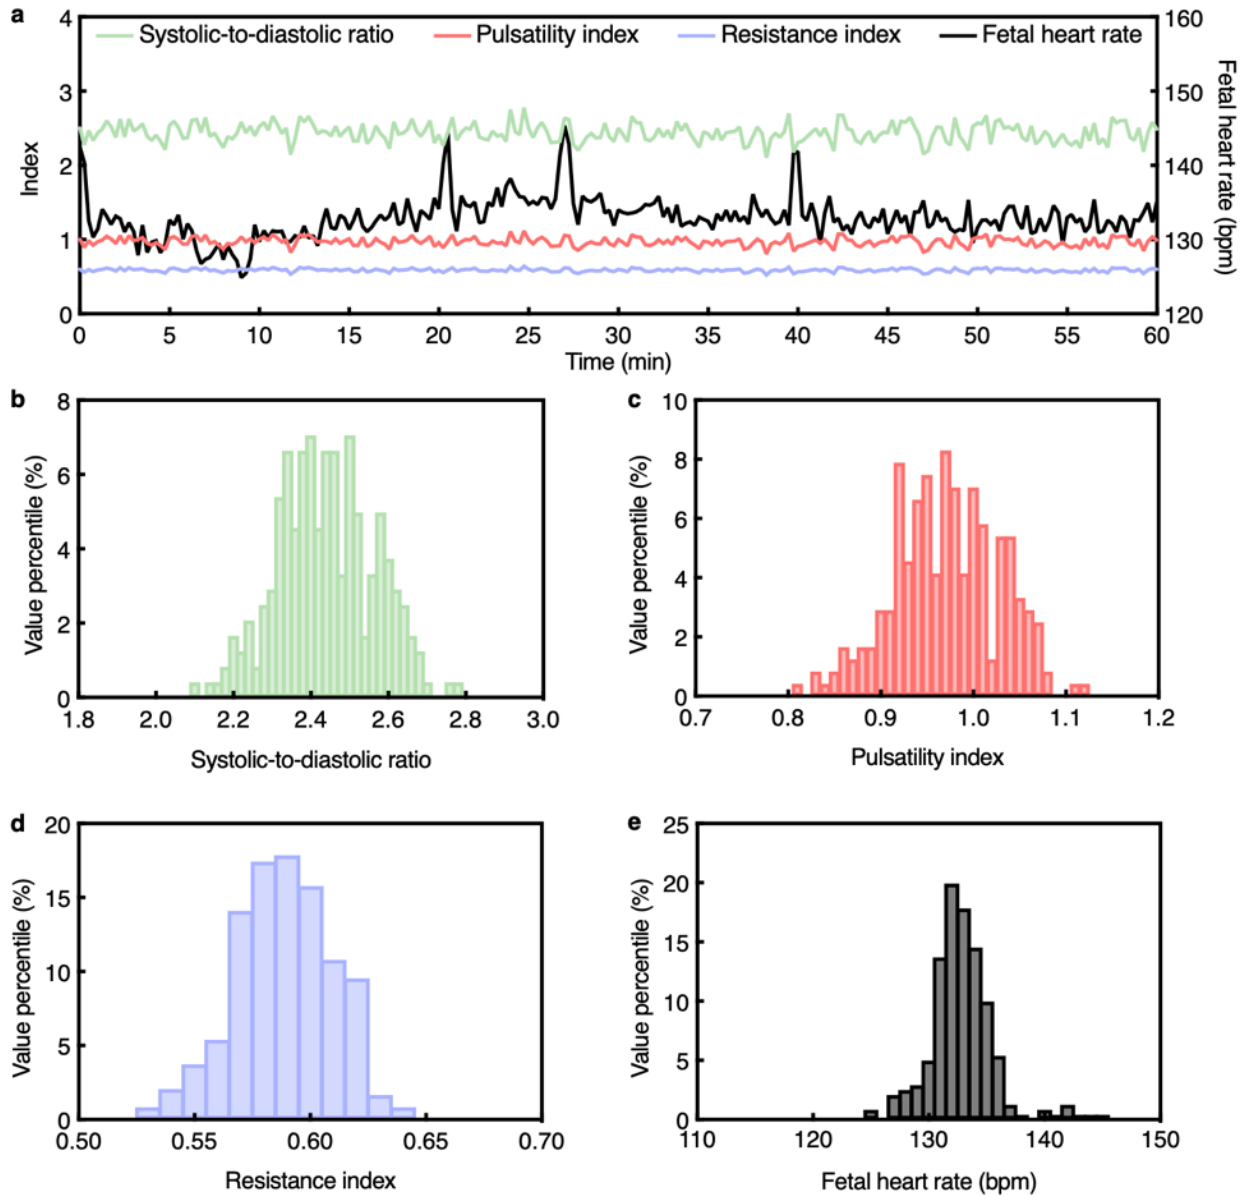 a
Systolic-to-diastolic ratio Pulsatility index Resistance index Fetal heart rate
4 3 2 1 0
Index
160 150 140 130 120
Fetal heart rate (bpm)
0 5 10 15 20 25 30 35 40 45 50 55 60
Time (min)
b
8 6 4 2 0
Value percentile (%)
1.8 2.0 2.2 2.4 2.6 2.8 3.0
Systolic-to-diastolic ratio
c
10 8 6 4 2 0
Value percentile (%)
0.7 0.8 0.9 1.0 1.1 1.2
Pulsatility index
d
20 15 10 5 0
Value percentile (%)
0.50 0.55 0.60 0.65 0.70
Resistance index
e
25 20 15 10 5 0
Value percentile (%)
110 120 130 140 150
Fetal heart rate (bpm)